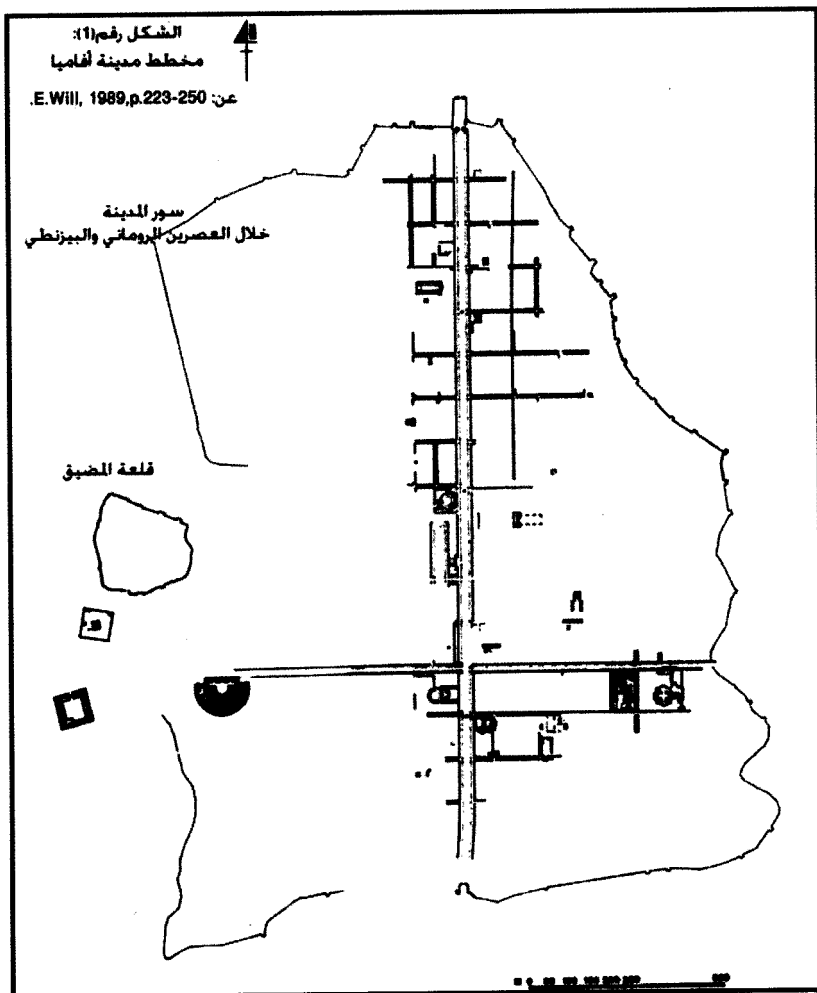 الشكل رقم(1):
مخطط مدينة أفاميا
عن: E.Will, 1989,p.223-250.
سور المدينة
خلال العصرين الروماني والبيزنطي
قلعة المضيق